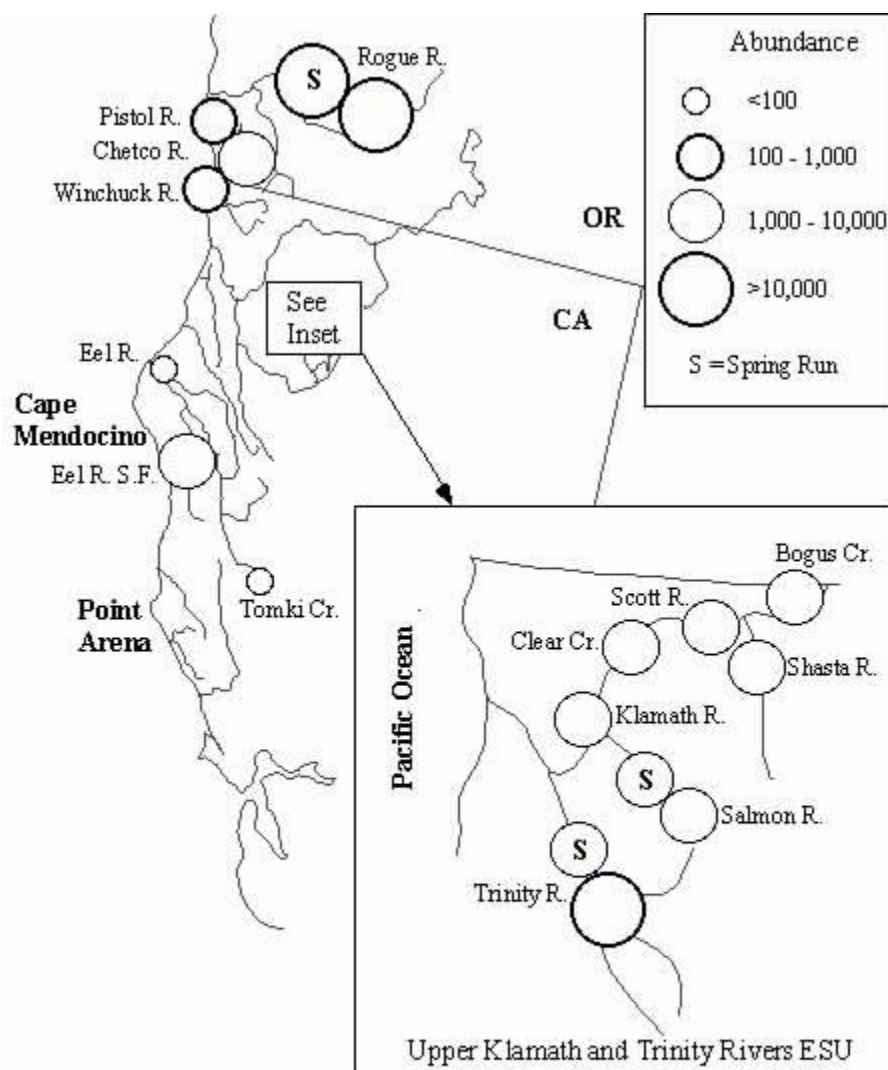 Rogue R.
S
Pistol R.
Chetco R.
Winchuck R.
OR
CA
See
Inset
Eel R.
Cape
Mendocino
Eel R. S.F.
Tomki Cr.
Point
Arena
Abundance
<100
100 - 1,000
1,000 - 10,000
>10,000
S = Spring Run
Pacific Ocean
Bogus Cr.
Scott R.
Clear Cr.
Shasta R.
Klamath R.
S
Salmon R.
S
Trinity R.
Upper Klamath and Trinity Rivers ESU